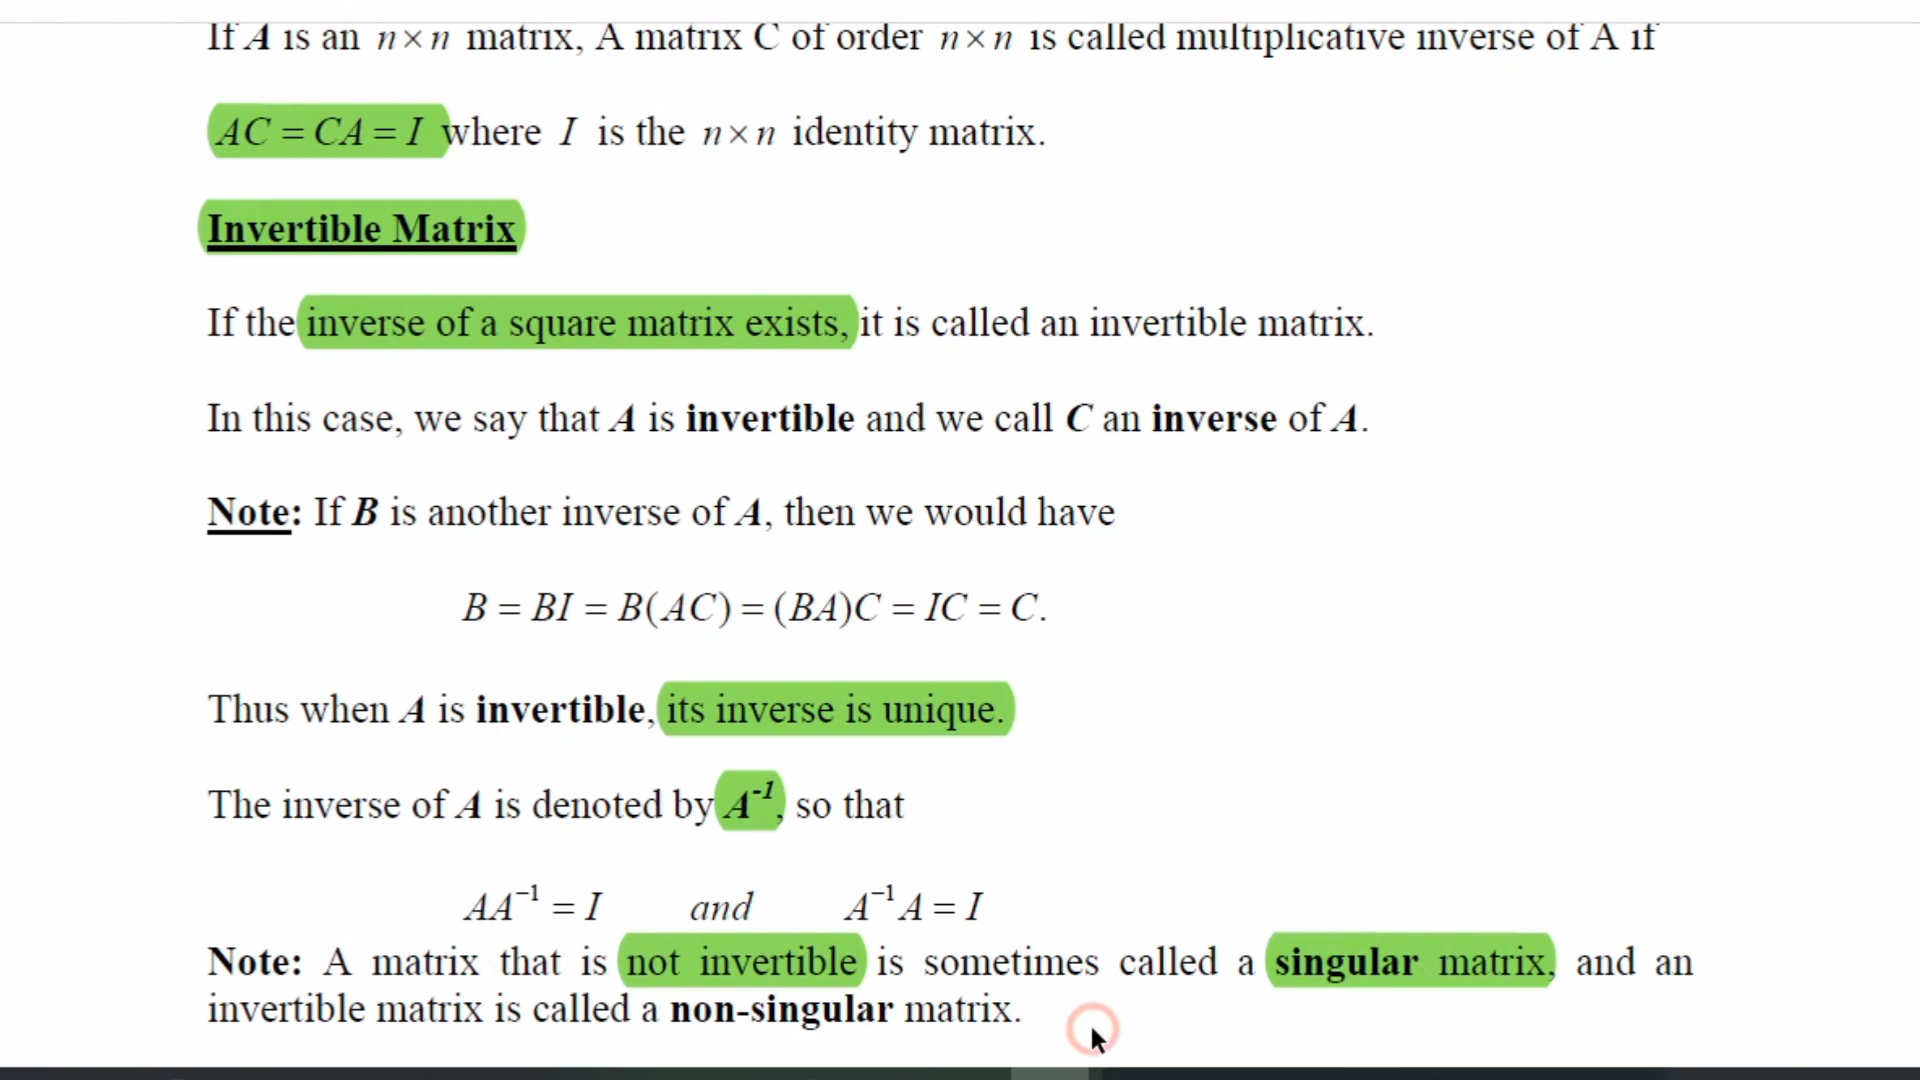 If A is an n×n matrix, A matrix C of order n×n is called multiplicative inverse of A if
AC = CA = I where I is the n×n identity matrix.
Invertible Matrix
If the inverse of a square matrix exists, it is called an invertible matrix.
In this case, we say that A is invertible and we call C an inverse of A.
Note: If B is another inverse of A, then we would have
B = BI = B(AC) = (BA)C = IC = C.
Thus when A is invertible, its inverse is unique.
The inverse of A is denoted by A⁻¹, so that
AA⁻¹ = I and A⁻¹A = I
Note: A matrix that is not invertible is sometimes called a singular matrix, and an
invertible matrix is called a non-singular matrix.